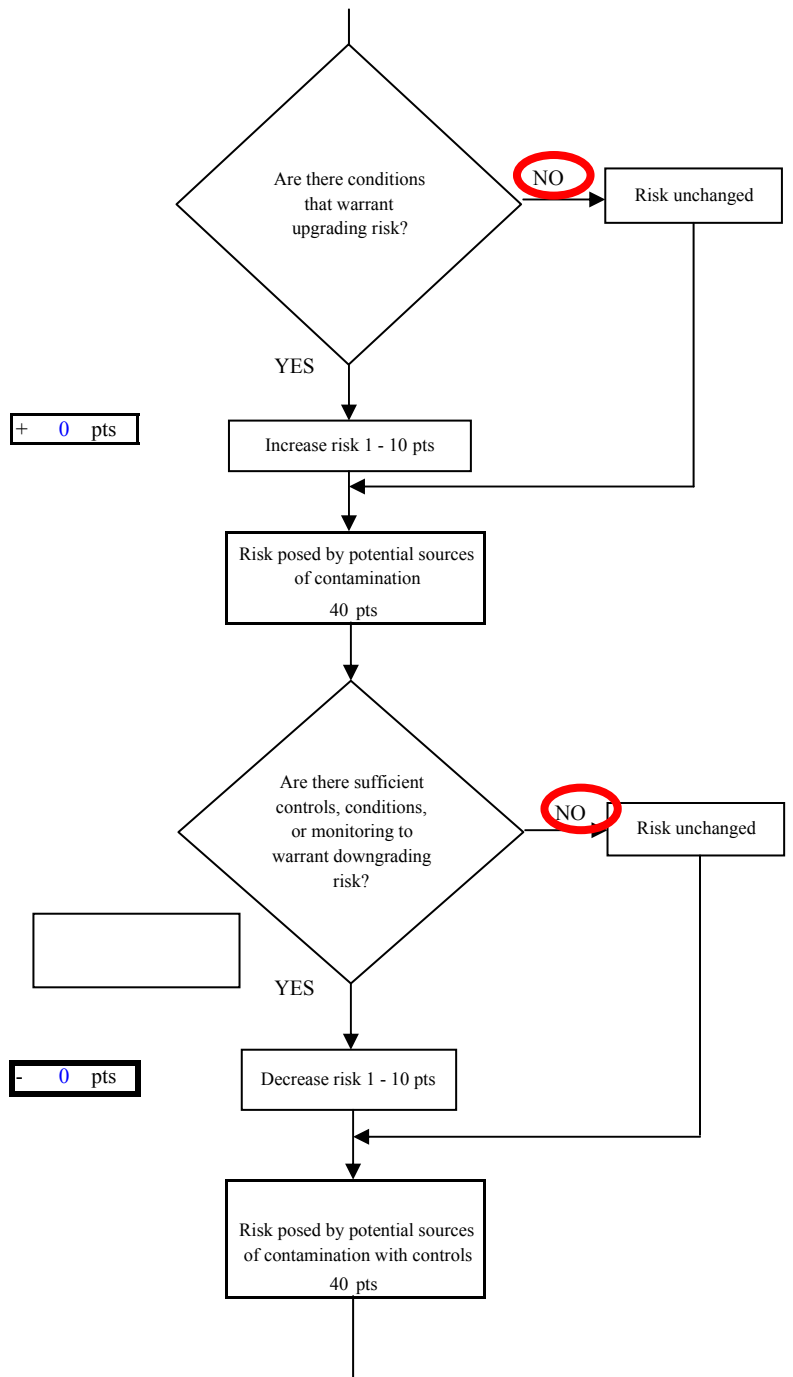 Are there conditions
that warrant
upgrading risk?
NO
Risk unchanged
YES
+ 0 pts
Increase risk 1 - 10 pts
Risk posed by potential sources
of contamination
40 pts
Are there sufficient
controls, conditions,
or monitoring to
warrant downgrading
risk?
NO
Risk unchanged
YES
- 0 pts
Decrease risk 1 - 10 pts
Risk posed by potential sources
of contamination with controls
40 pts